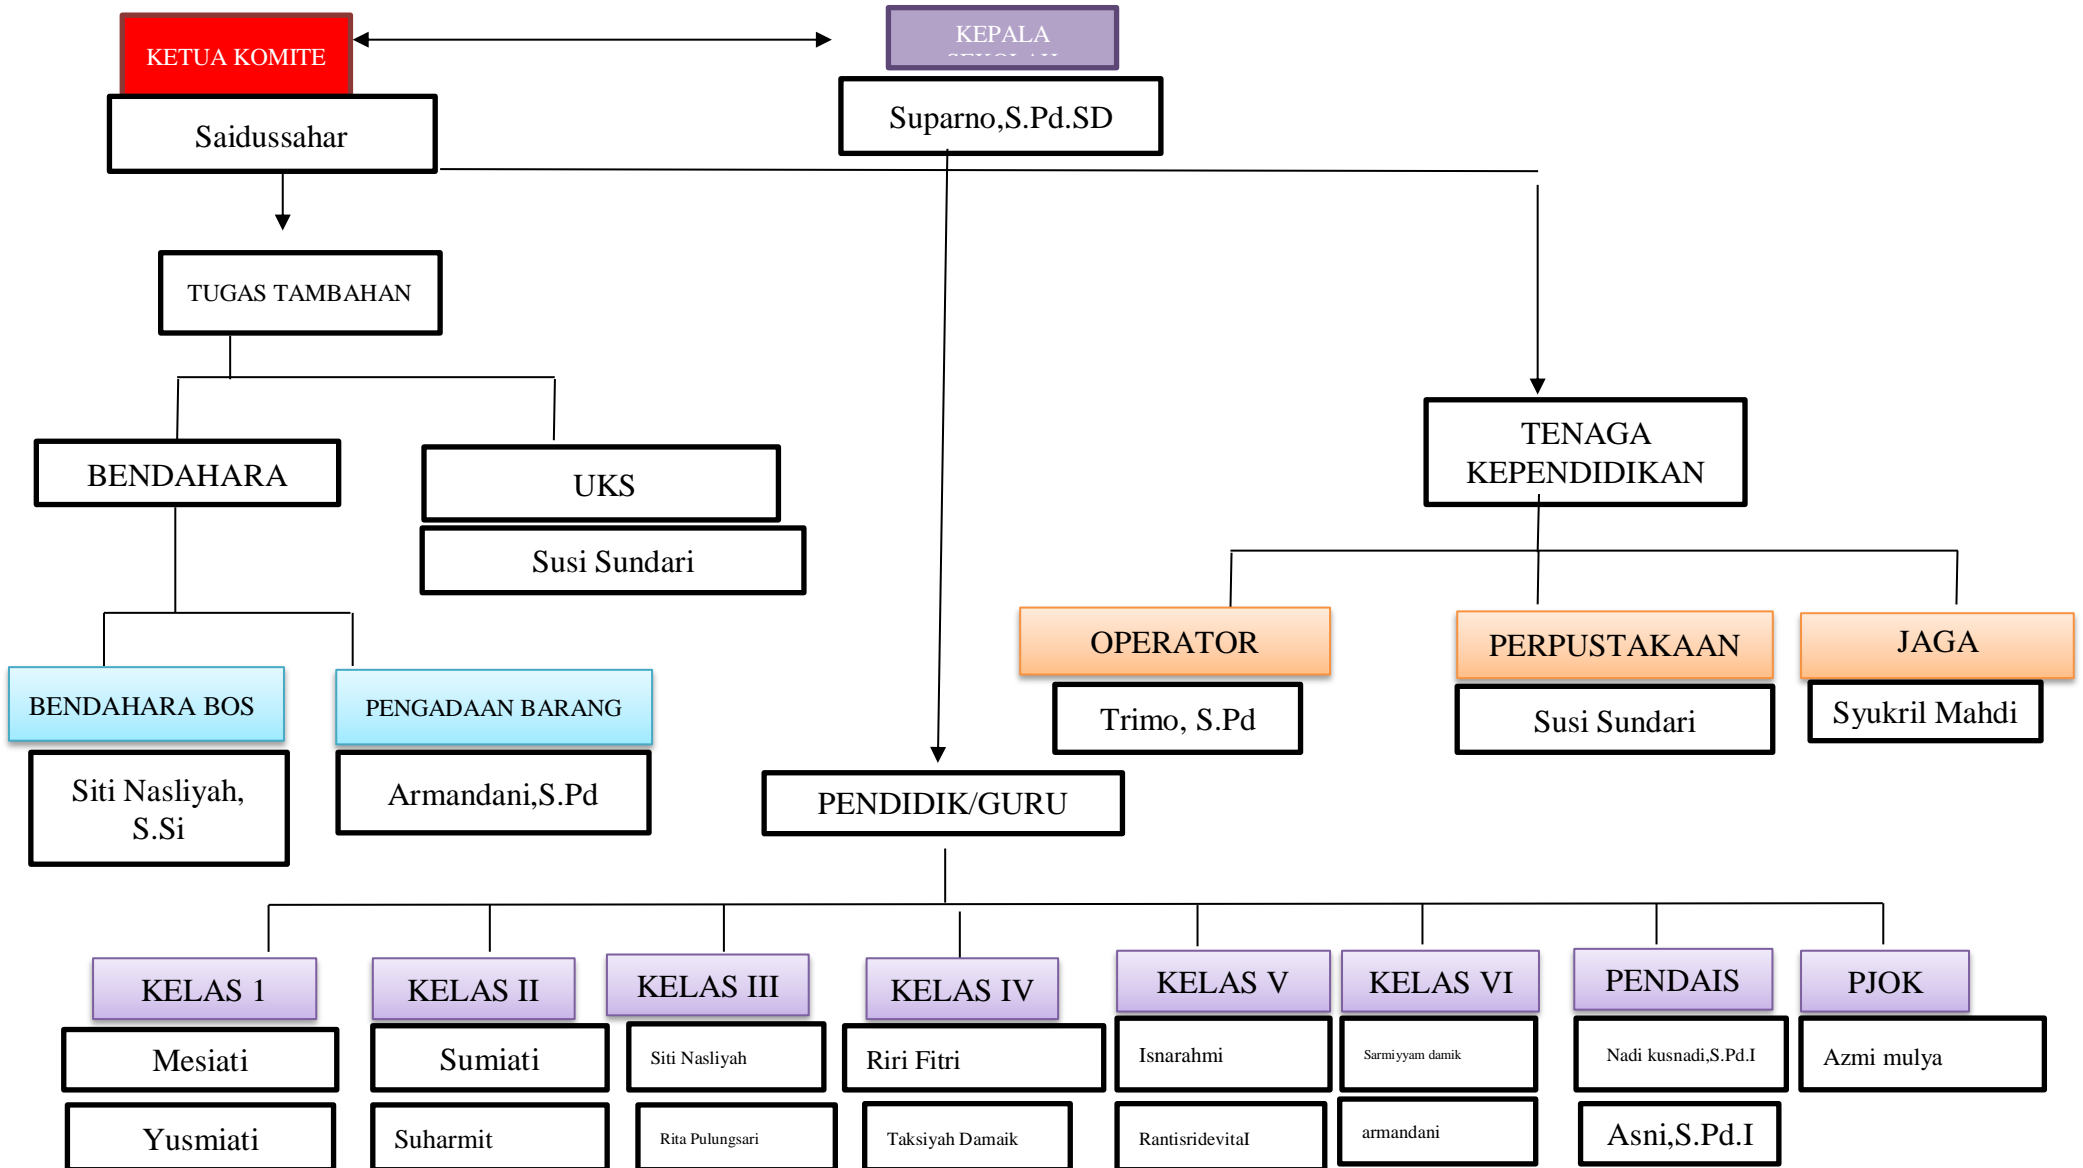 KETUA KOMITE
KEPALA
Saidussahar
Suparno,S.Pd.SD
TUGAS TAMBAHAN
BENDAHARA
UKS
Susi Sundari
TENAGA
KEPENDIDIKAN
OPERATOR
PERPUSTAKAAN
JAGA
Trimo, S.Pd
Susi Sundari
Syukril Mahdi
BENDAHARA BOS
PENGADAAN BARANG
Siti Nasliyah,
S.Si
Armandani,S.Pd
PENDIDIK/GURU
KELAS 1
KELAS II
KELAS III
KELAS IV
KELAS V
KELAS VI
PENDAIS
PJOK
Mesiati
Sumiati
Siti Nasliyah
Riri Fitri
Isnarahmi
Sarmiyyam damik
Nadi kusnadi,S.Pd.I
Azmi mulya
Yusmiati
Suharmit
Rita Pulungsari
Taksiyah Damaik
RantisridevitaI
armandani
Asni,S.Pd.I